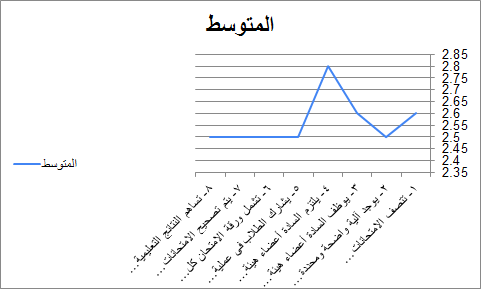 المتوسط
2.85
2.8
2.75
2.7
2.65
2.6
2.55
2.5
2.45
2.4
2.35
المتوسط
١ - تتصف الامتحانات...
٢ - يوجد آلية واضحة ومحددة...
٣ - يوظف السادة أعضاء هيئة...
٤ - يلتزم السادة أعضاء هيئة...
٥ - يشارك الطلاب في عملية...
٦ - تشمل ورقة الامتحان كل...
٧ - يتم تصحيح الامتحانات...
٨ - تساهم النتائج التعليمية...